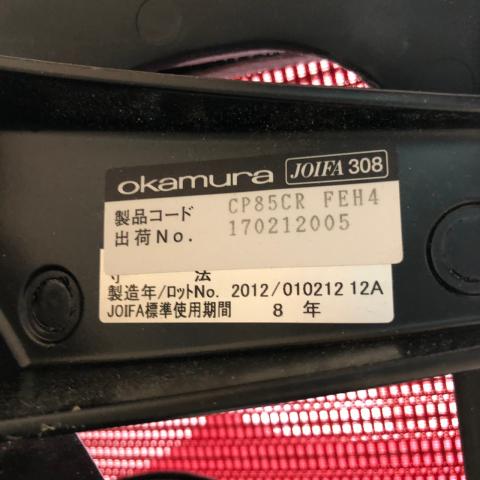 okamura JOIFA 308
製品コード CP85CR FEH4
出荷No. 170212005
寸 法
製造年/ロットNo. 2012/010212 12A
JOIFA標準使用期間 8 年